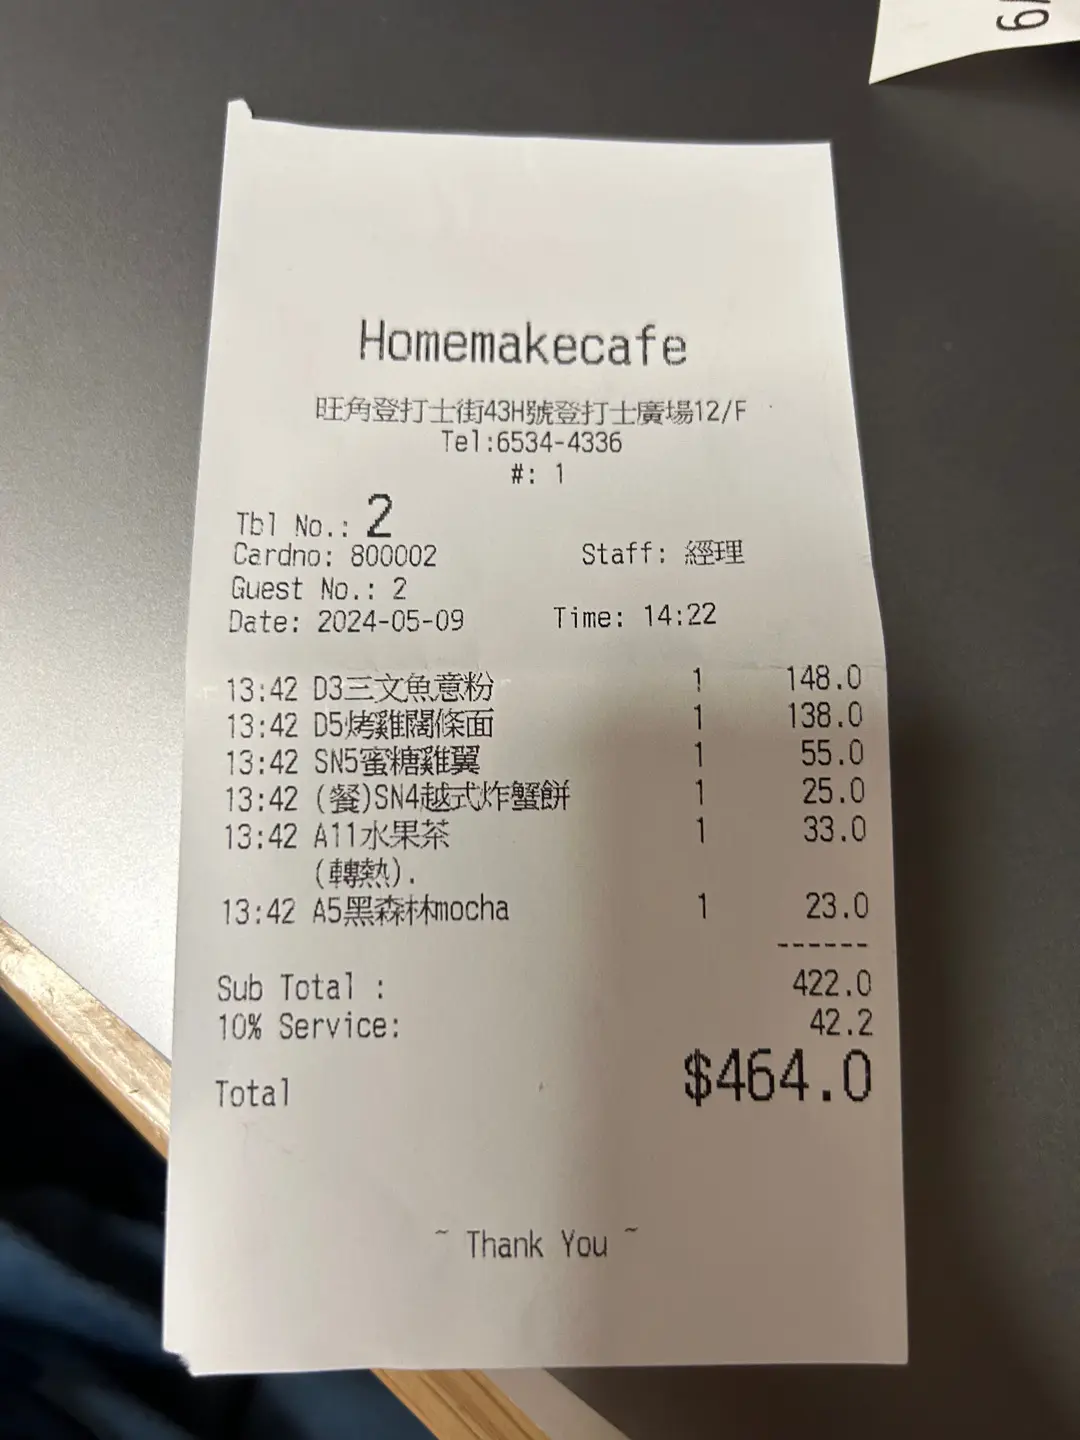 Homemakecafe
旺角登打士街43H號登打士廣場12/F
Tel:6534-4336
#: 1
Tbl No.: 2
Cardno: 800002 Staff: 經理
Guest No.: 2
Date: 2024-05-09 Time: 14:22
13:42 D3三文魚意粉 1 148.0
13:42 D5烤雞闊條面 1 138.0
13:42 SN5蜜糖雞翼 1 55.0
13:42 (餐)SN4越式炸蟹餅 1 25.0
13:42 A11水果茶 1 33.0
(轉熱).
13:42 A5黑森林mocha 1 23.0
------
Sub Total : 422.0
10% Service: 42.2
Total $464.0
~ Thank You ~